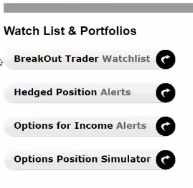 Watch List & Portfolios
BreakOut Trader Watchlist
Hedged Position Alerts
Options for Income Alerts
Options Position Simulator